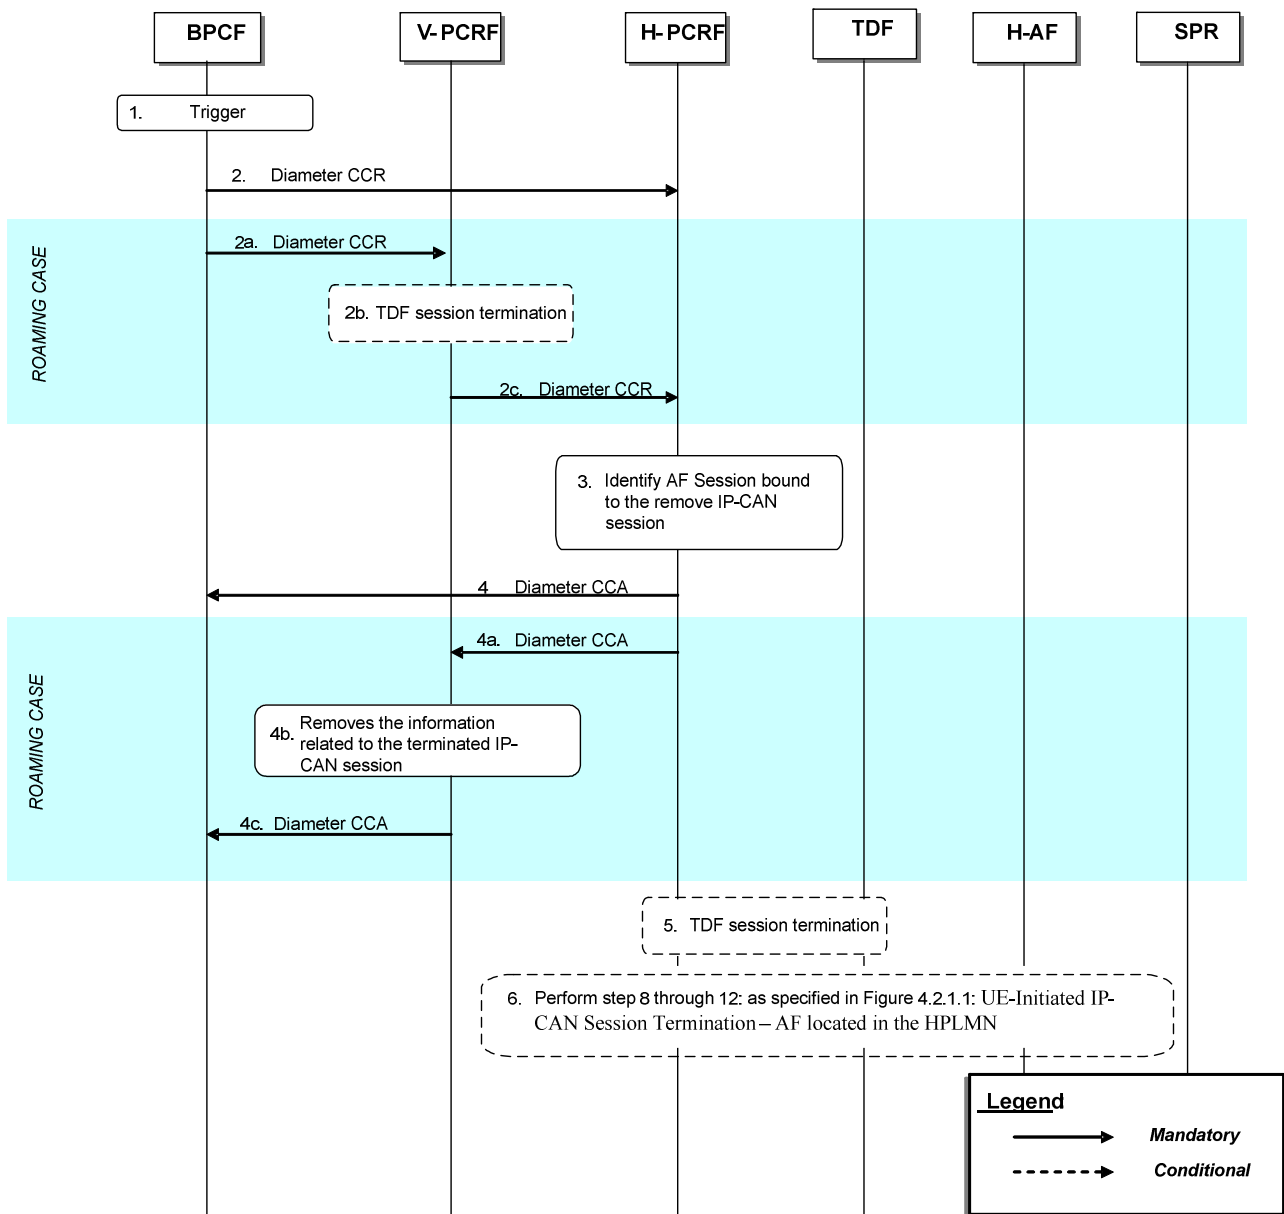 BPCF
V-PCRF
H-PCRF
TDF
H-AF
SPR
1. Trigger
2. Diameter CCR
ROAMING CASE
2a. Diameter CCR
2b. TDF session termination
2c. Diameter CCR
3. Identify AF Session bound
to the remove IP-CAN
session
4 Diameter CCA
ROAMING CASE
4a. Diameter CCA
4b. Removes the information
related to the terminated IP-
CAN session
4c. Diameter CCA
5. TDF session termination
6. Perform step 8 through 12: as specified in Figure 4.2.1.1: UE-Initiated IP-
CAN Session Termination – AF located in the HPLMN
Legend
Mandatory
Conditional